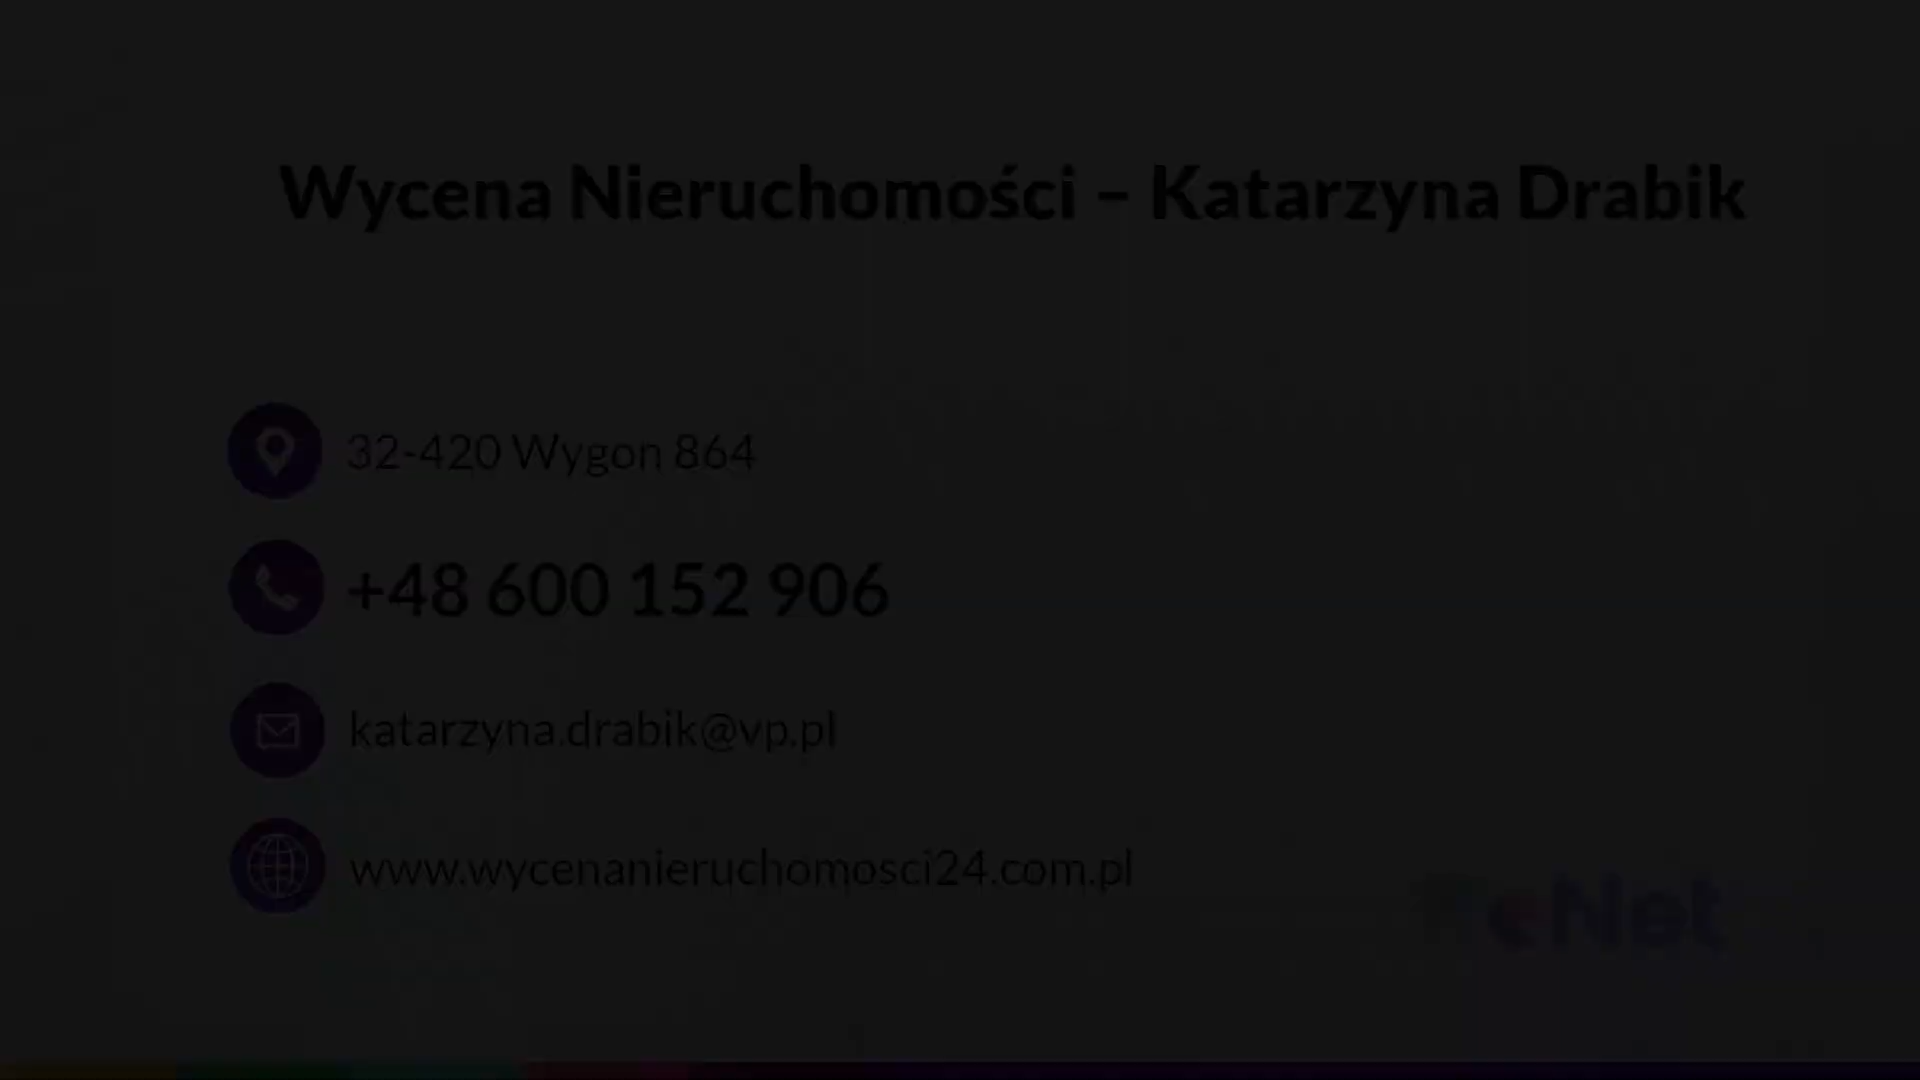 Wycena Nieruchomości – Katarzyna Drabik
32-420 Wygon 864
+48 600 152 906
katarzyna.drabik@vp.pl
www.wycenanieruchomosci24.com.pl